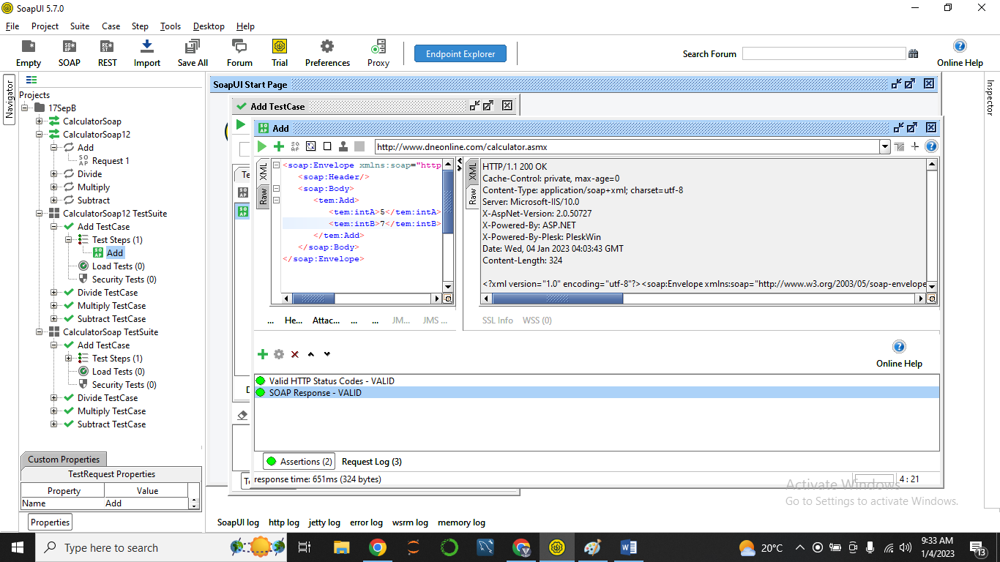 SoapUI 5.7.0
File Project Suite Case Step Tools Desktop Help
Empty SOAP REST Import Save All Forum Trial Preferences Proxy Endpoint Explorer Search Forum Online Help
Navigator
Inspector
Projects
17SepB
CalculatorSoap
CalculatorSoap12
Add
Request 1
Divide
Multiply
Subtract
CalculatorSoap12 TestSuite
Add TestCase
Test Steps (1)
Add
Load Tests (0)
Security Tests (0)
Divide TestCase
Multiply TestCase
Subtract TestCase
CalculatorSoap TestSuite
Add TestCase
Test Steps (1)
Load Tests (0)
Security Tests (0)
Divide TestCase
Multiply TestCase
Subtract TestCase
Custom Properties
TestRequest Properties
Property Value
Name Add
Properties
SoapUI Start Page
Add TestCase
Te
D
Te
Add
http://www.dneonline.com/calculator.asmx
XML
Raw
<soap:Envelope xmlns:soap="http
<soap:Header/>
<soap:Body>
<tem:Add>
<tem:intA>5</tem:intA>
<tem:intB>7</tem:intB>
</tem:Add>
</soap:Body>
</soap:Envelope>
... He... Attac... ... ... JM... JMS ...
XML
Raw
HTTP/1.1 200 OK
Cache-Control: private, max-age=0
Content-Type: application/soap+xml; charset=utf-8
Server: Microsoft-IIS/10.0
X-AspNet-Version: 2.0.50727
X-Powered-By: ASP.NET
X-Powered-By-Plesk: PleskWin
Date: Wed, 04 Jan 2023 04:03:43 GMT
Content-Length: 324
<?xml version="1.0" encoding="utf-8"?><soap:Envelope xmlns:soap="http://www.w3.org/2003/05/soap-envelope
SSL Info WSS (0)
Online Help
Valid HTTP Status Codes - VALID
SOAP Response - VALID
Assertions (2) Request Log (3)
response time: 651ms (324 bytes) 4 : 21
Activate Windows
Go to Settings to activate Windows.
SoapUI log http log jetty log error log wsrm log memory log
Type here to search
20°C
9:33 AM
1/4/2023
13